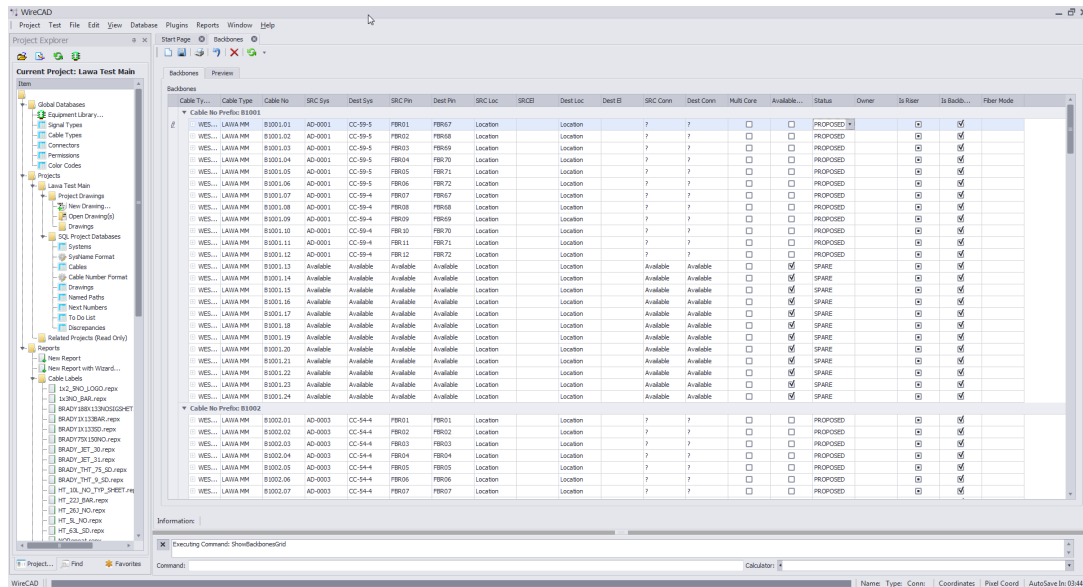 WireCAD
Project Test File Edit View Database Plugins Reports Window Help
Project Explorer
Start Page Backbones
Current Project: Lawa Test Main
Item
Global Databases
Equipment Library...
Signal Types
Cable Types
Connectors
Permissions
Color Codes
Projects
Lawa Test Main
Project Drawings
New Drawing...
Open Drawing(s)
Drawings
SQL Project Databases
Systems
SysName Format
Cables
Cable Number Format
Drawings
Named Paths
Next Numbers
To Do List
Discrepancies
Related Projects (Read Only)
Reports
New Report
New Report with Wizard...
Cable Labels
1x2_5NO_LOGO.repx
1x3NO_BAR.repx
BRADY188X133NOSIGSHET
BRADY1X133BAR.repx
BRADY1X133SD.repx
BRADY75X150NO.repx
BRADY_JET_30.repx
BRADY_JET_31.repx
BRADY_THT_75_SD.repx
BRADY_THT_9_SD.repx
HT_10L_NO_TYP_SHEET.rep
HT_22J_BAR.repx
HT_26J_NO.repx
HT_5L_NO.repx
HT_63L_SD.repx
Project... Find Favorites
Backbones Preview
Backbones
Cable Ty... Cable Type Cable No SRC Sys Dest Sys SRC Pin Dest Pin SRC Loc SRCEl Dest Loc Dest El SRC Conn Dest Conn Multi Core Available... Status Owner Is Riser Is Backb... Fiber Mode
Cable No Prefix: B1001
WES... LAWA MM B1001.01 AD-0001 CC-59-5 FBR01 FBR67 Location Location ? ? PROPOSED
WES... LAWA MM B1001.02 AD-0001 CC-59-5 FBR02 FBR68 Location Location ? ? PROPOSED
WES... LAWA MM B1001.03 AD-0001 CC-59-5 FBR03 FBR69 Location Location ? ? PROPOSED
WES... LAWA MM B1001.04 AD-0001 CC-59-5 FBR04 FBR70 Location Location ? ? PROPOSED
WES... LAWA MM B1001.05 AD-0001 CC-59-5 FBR05 FBR71 Location Location ? ? PROPOSED
WES... LAWA MM B1001.06 AD-0001 CC-59-5 FBR06 FBR72 Location Location ? ? PROPOSED
WES... LAWA MM B1001.07 AD-0001 CC-59-4 FBR07 FBR67 Location Location ? ? PROPOSED
WES... LAWA MM B1001.08 AD-0001 CC-59-4 FBR08 FBR68 Location Location ? ? PROPOSED
WES... LAWA MM B1001.09 AD-0001 CC-59-4 FBR09 FBR69 Location Location ? ? PROPOSED
WES... LAWA MM B1001.10 AD-0001 CC-59-4 FBR10 FBR70 Location Location ? ? PROPOSED
WES... LAWA MM B1001.11 AD-0001 CC-59-4 FBR11 FBR71 Location Location ? ? PROPOSED
WES... LAWA MM B1001.12 AD-0001 CC-59-4 FBR12 FBR72 Location Location ? ? PROPOSED
WES... LAWA MM B1001.13 Available Available Available Available Location Location Available Available SPARE
WES... LAWA MM B1001.14 Available Available Available Available Location Location Available Available SPARE
WES... LAWA MM B1001.15 Available Available Available Available Location Location Available Available SPARE
WES... LAWA MM B1001.16 Available Available Available Available Location Location Available Available SPARE
WES... LAWA MM B1001.17 Available Available Available Available Location Location Available Available SPARE
WES... LAWA MM B1001.18 Available Available Available Available Location Location Available Available SPARE
WES... LAWA MM B1001.19 Available Available Available Available Location Location Available Available SPARE
WES... LAWA MM B1001.20 Available Available Available Available Location Location Available Available SPARE
WES... LAWA MM B1001.21 Available Available Available Available Location Location Available Available SPARE
WES... LAWA MM B1001.22 Available Available Available Available Location Location Available Available SPARE
WES... LAWA MM B1001.23 Available Available Available Available Location Location Available Available SPARE
WES... LAWA MM B1001.24 Available Available Available Available Location Location Available Available SPARE
Cable No Prefix: B1002
WES... LAWA MM B1002.01 AD-0003 CC-54-4 FBR01 FBR01 Location Location ? ? PROPOSED
WES... LAWA MM B1002.02 AD-0003 CC-54-4 FBR02 FBR02 Location Location ? ? PROPOSED
WES... LAWA MM B1002.03 AD-0003 CC-54-4 FBR03 FBR03 Location Location ? ? PROPOSED
WES... LAWA MM B1002.04 AD-0003 CC-54-4 FBR04 FBR04 Location Location ? ? PROPOSED
WES... LAWA MM B1002.05 AD-0003 CC-54-4 FBR05 FBR05 Location Location ? ? PROPOSED
WES... LAWA MM B1002.06 AD-0003 CC-54-4 FBR06 FBR06 Location Location ? ? PROPOSED
WES... LAWA MM B1002.07 AD-0003 CC-54-4 FBR07 FBR07 Location Location ? ? PROPOSED
Information:
Executing Command: ShowBackbonesGrid
Command: Calculator:
WireCAD Name: Type: Conn: Coordinates Pixel Coord AutoSave In: 03:44